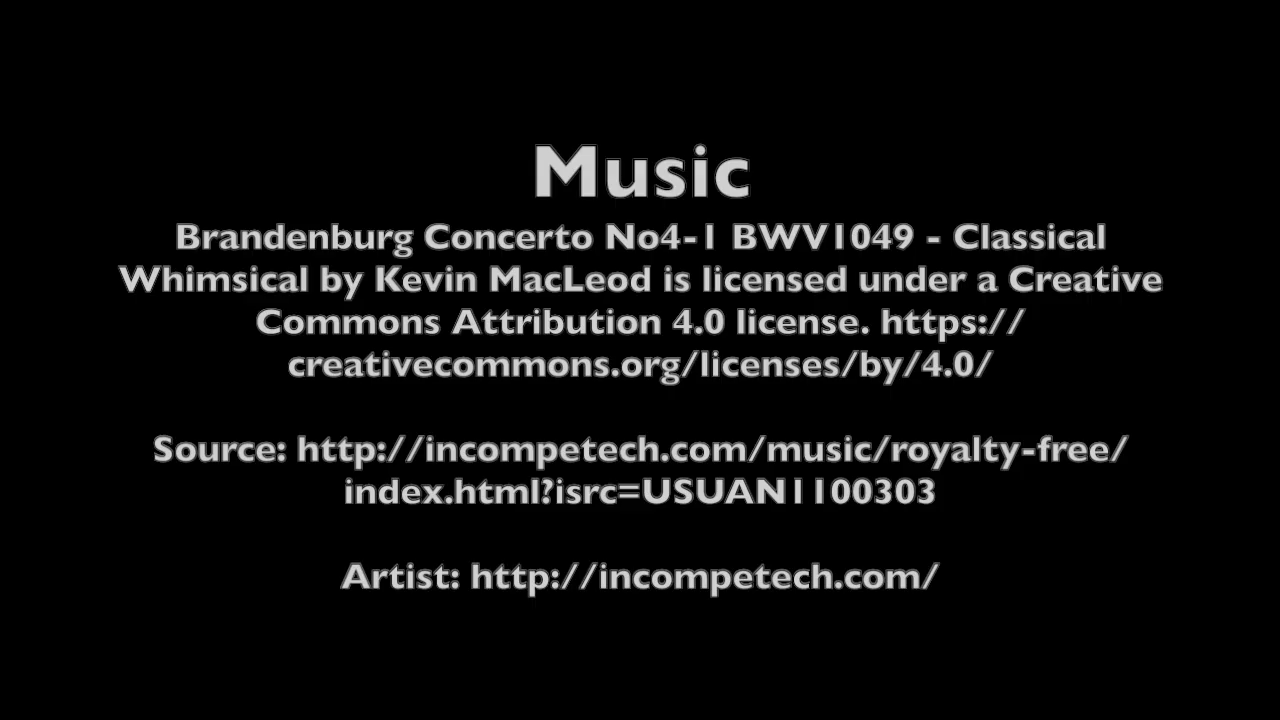 Music
Brandenburg Concerto No4-1 BWV1049 - Classical
Whimsical by Kevin MacLeod is licensed under a Creative
Commons Attribution 4.0 license. https://
creativecommons.org/licenses/by/4.0/
Source: http://incompetech.com/music/royalty-free/
index.html?isrc=USUAN1100303
Artist: http://incompetech.com/